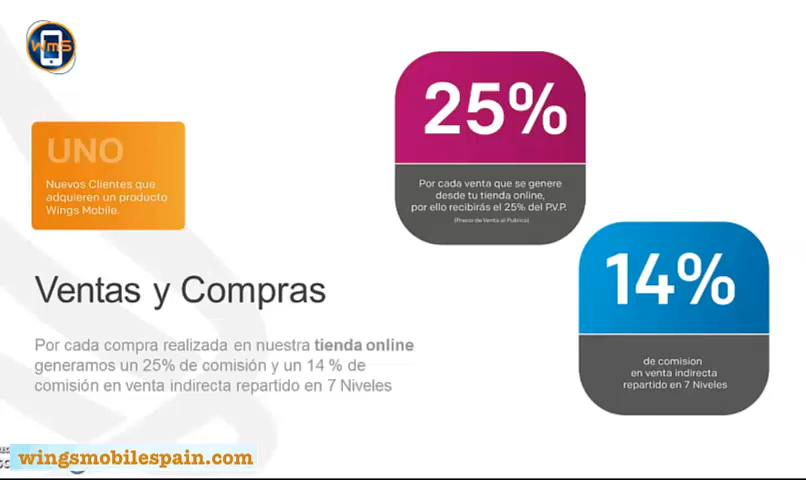 WmS
UNO
Nuevos Clientes que
adquieren un producto
Wings Mobile.
25%
Por cada venta que se genere
desde tu tienda online,
por ello recibirás el 25% del P.V.P.
(Precio de Venta al Público)
14%
de comision
en venta indirecta
repartido en 7 Niveles
Ventas y Compras
Por cada compra realizada en nuestra tienda online
generamos un 25% de comisión y un 14 % de
comisión en venta indirecta repartido en 7 Niveles
wingsmobilespain.com